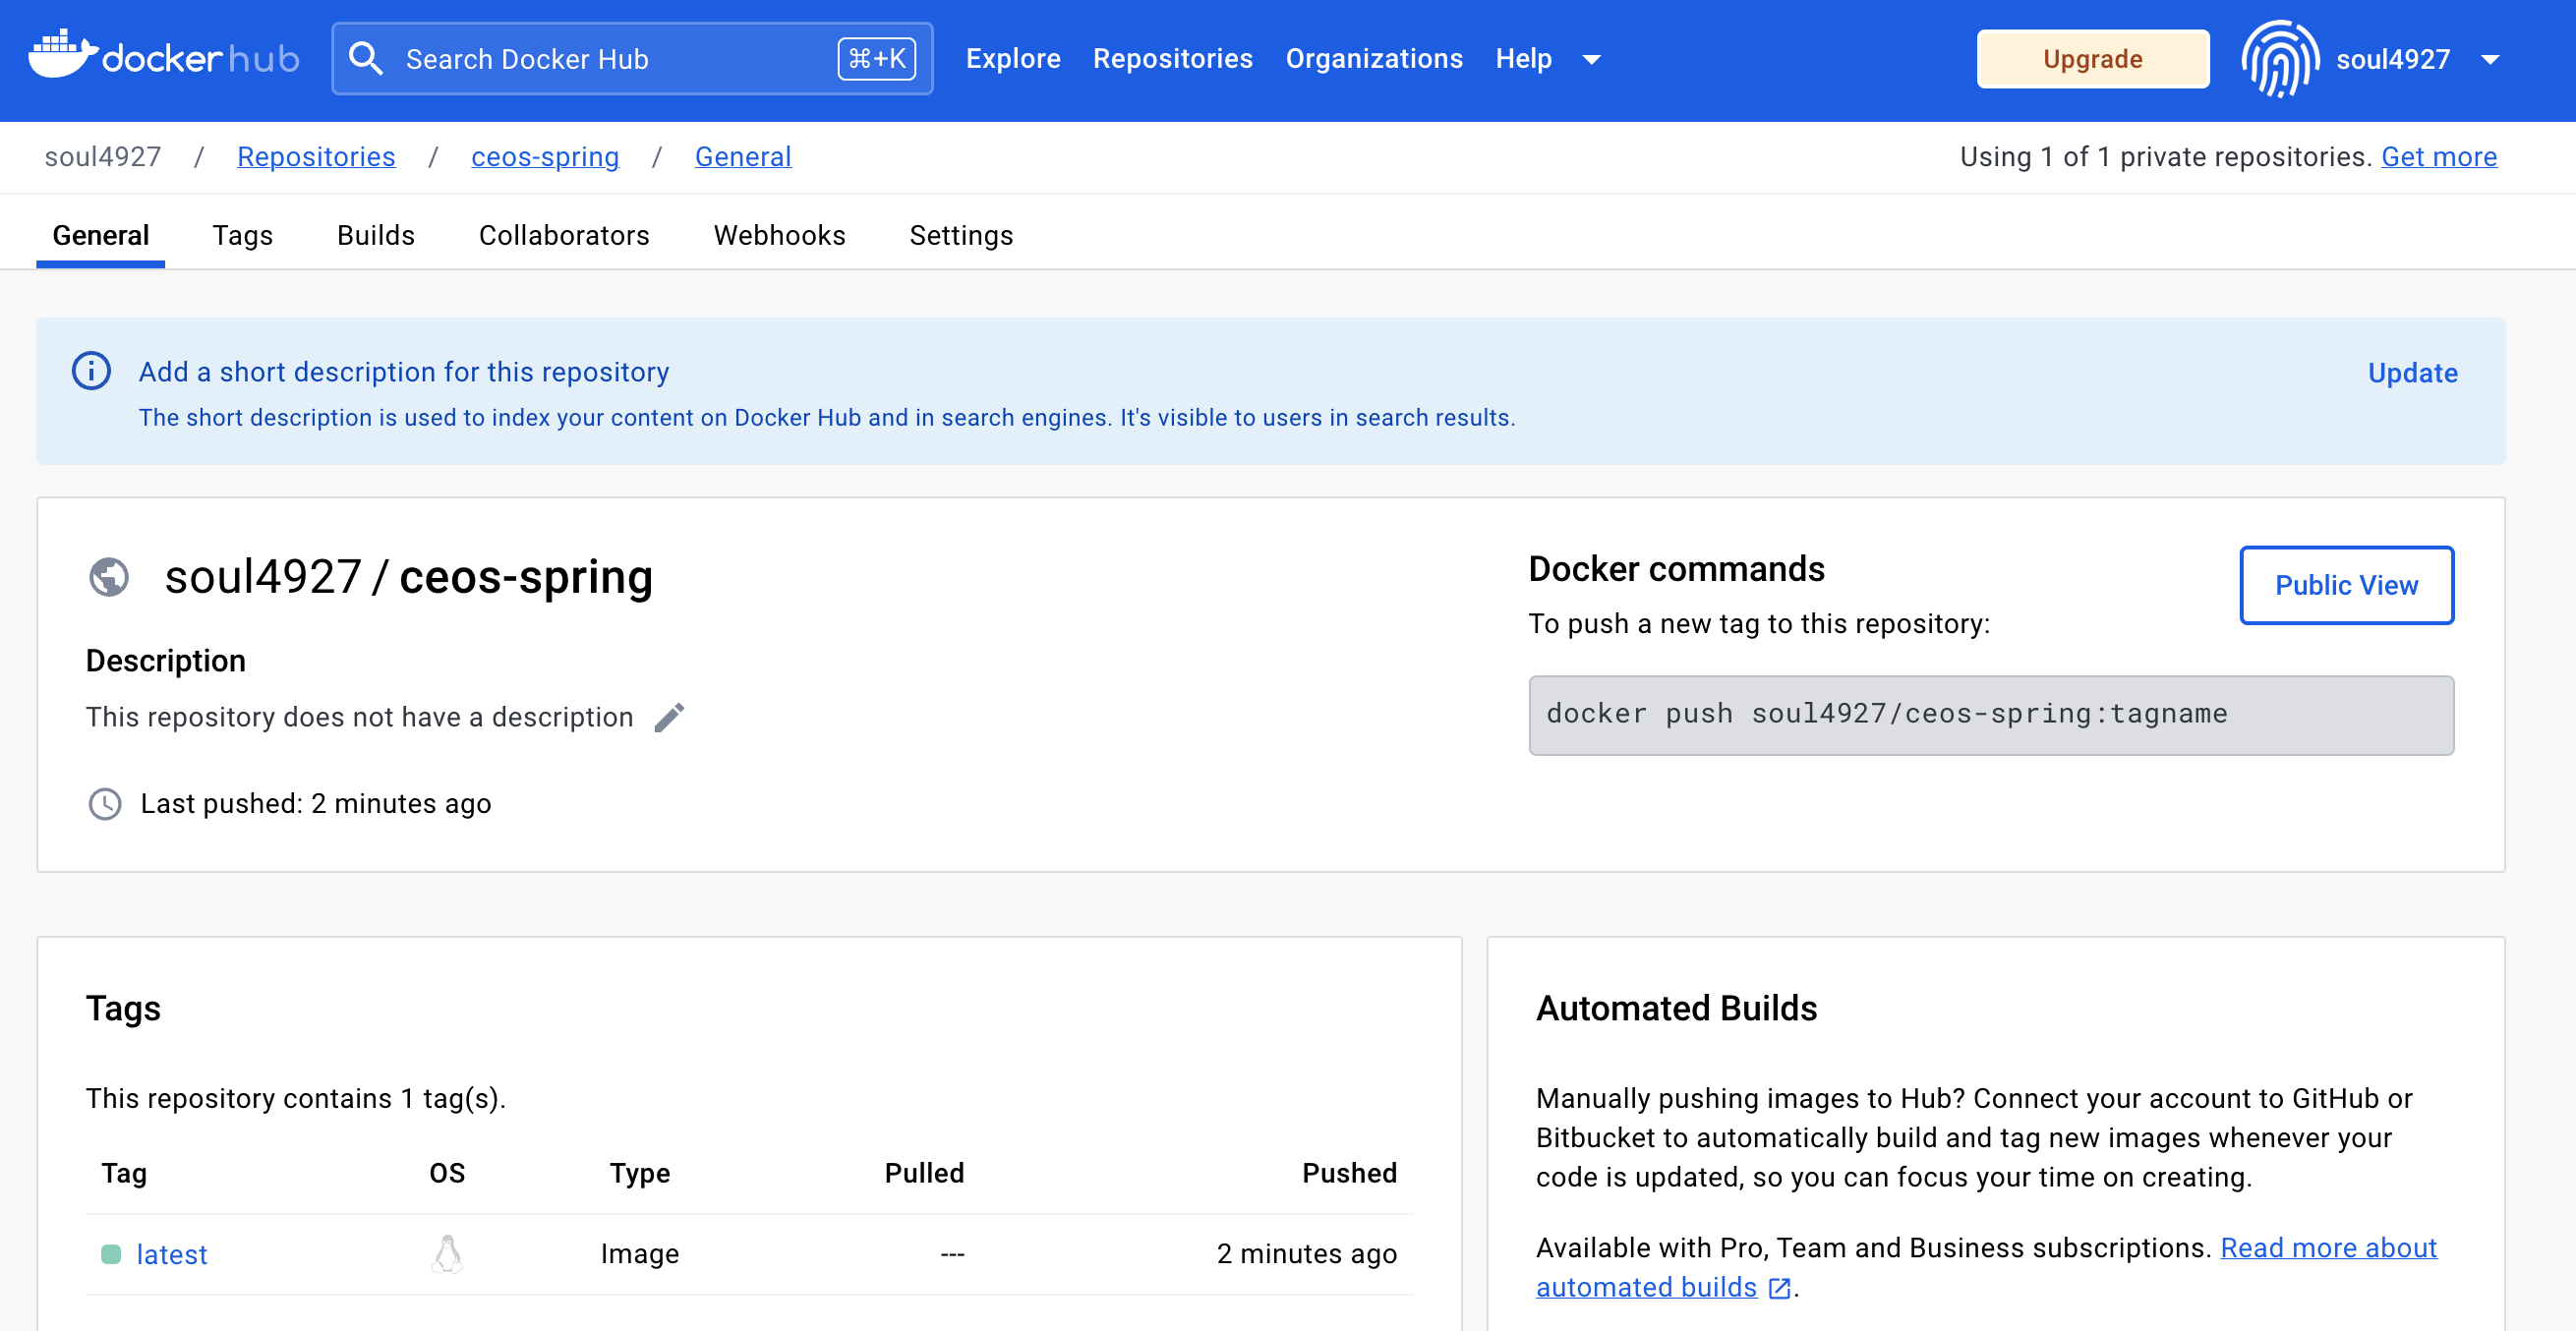 docker hub
Search Docker Hub
⌘+K
Explore
Repositories
Organizations
Help
Upgrade
soul4927
soul4927 / Repositories / ceos-spring / General
Using 1 of 1 private repositories. Get more
General
Tags
Builds
Collaborators
Webhooks
Settings
Add a short description for this repository
Update
The short description is used to index your content on Docker Hub and in search engines. It's visible to users in search results.
soul4927 / ceos-spring
Description
This repository does not have a description
Last pushed: 2 minutes ago
Docker commands
Public View
To push a new tag to this repository:
docker push soul4927/ceos-spring:tagname
Tags
This repository contains 1 tag(s).
Tag OS Type Pulled Pushed
latest Image --- 2 minutes ago
Automated Builds
Manually pushing images to Hub? Connect your account to GitHub or
Bitbucket to automatically build and tag new images whenever your
code is updated, so you can focus your time on creating.
Available with Pro, Team and Business subscriptions. Read more about
automated builds .